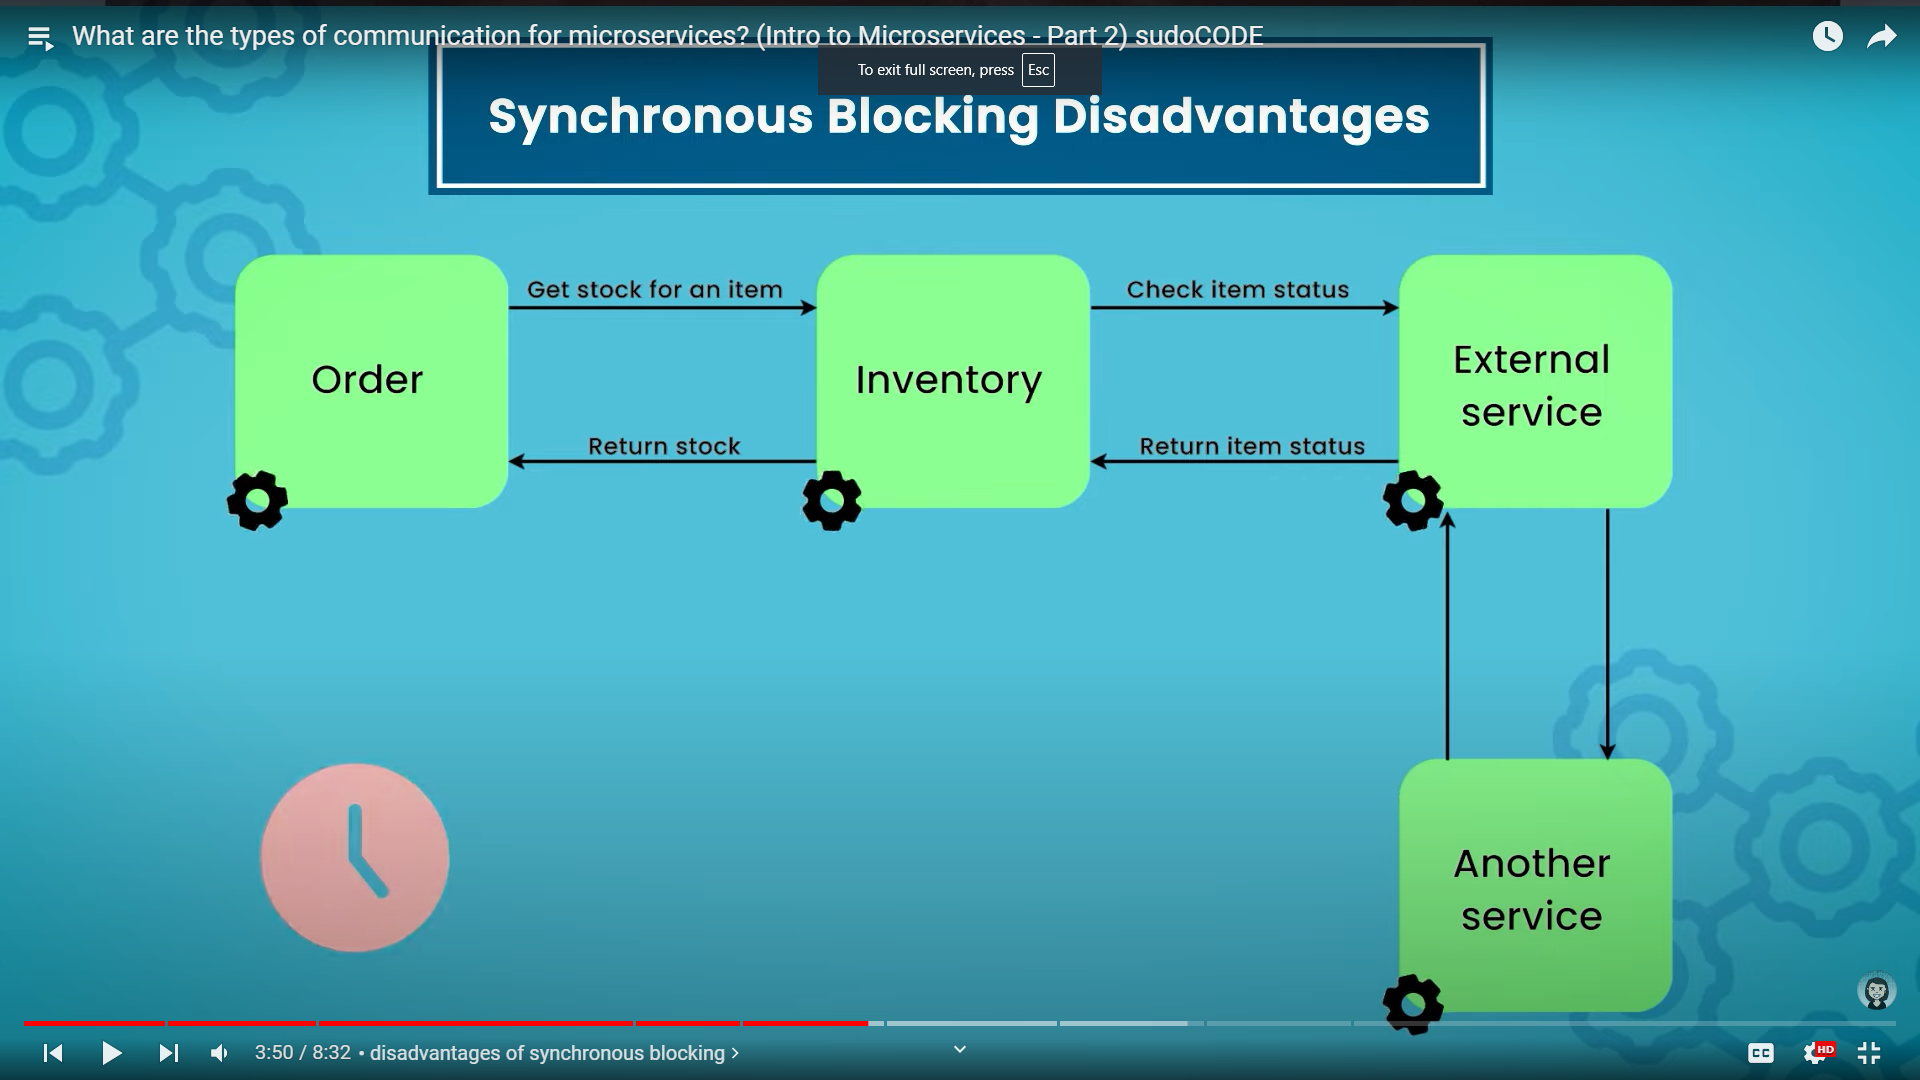 What are the types of communication for microservices? (Intro to Microservices - Part 2) sudoCODE
To exit full screen, press Esc
Synchronous Blocking Disadvantages
Get stock for an item
Check item status
Order
Inventory
External
service
Return stock
Return item status
Another
service
3:50 / 8:32 • disadvantages of synchronous blocking
CC
HD